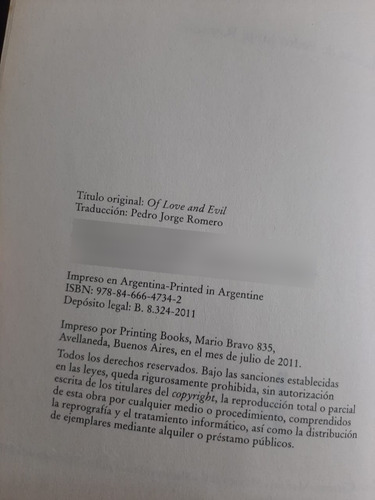 Título original: Of Love and Evil
Traducción: Pedro Jorge Romero
Impreso en Argentina-Printed in Argentine
ISBN: 978-84-666-4734-2
Depósito legal: B. 8.324-2011
Impreso por Printing Books, Mario Bravo 835,
Avellaneda, Buenos Aires, en el mes de julio de 2011.
Todos los derechos reservados. Bajo las sanciones establecidas
en las leyes, queda rigurosamente prohibida, sin autorización
escrita de los titulares del copyright, la reproducción total o parcial
de esta obra por cualquier medio o procedimiento, comprendidos
la reprografía y el tratamiento informático, así como la distribución
de ejemplares mediante alquiler o préstamo públicos.